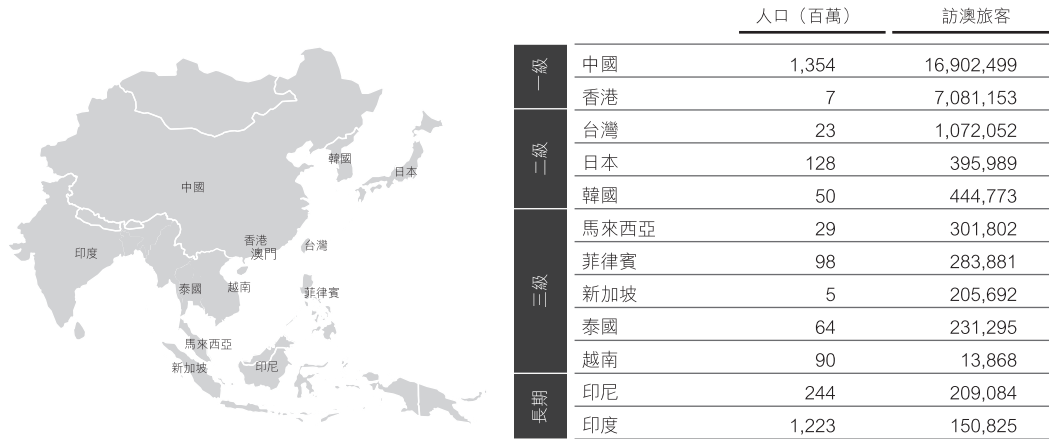 韓國
日本
中國
香港
澳門
台灣
印度
泰國
越南
菲律賓
馬來西亞
新加坡
印尼
人口（百萬） 訪澳旅客
一級
中國 1,354 16,902,499
香港 7 7,081,153
二級
台灣 23 1,072,052
日本 128 395,989
韓國 50 444,773
三級
馬來西亞 29 301,802
菲律賓 98 283,881
新加坡 5 205,692
泰國 64 231,295
越南 90 13,868
長期
印尼 244 209,084
印度 1,223 150,825